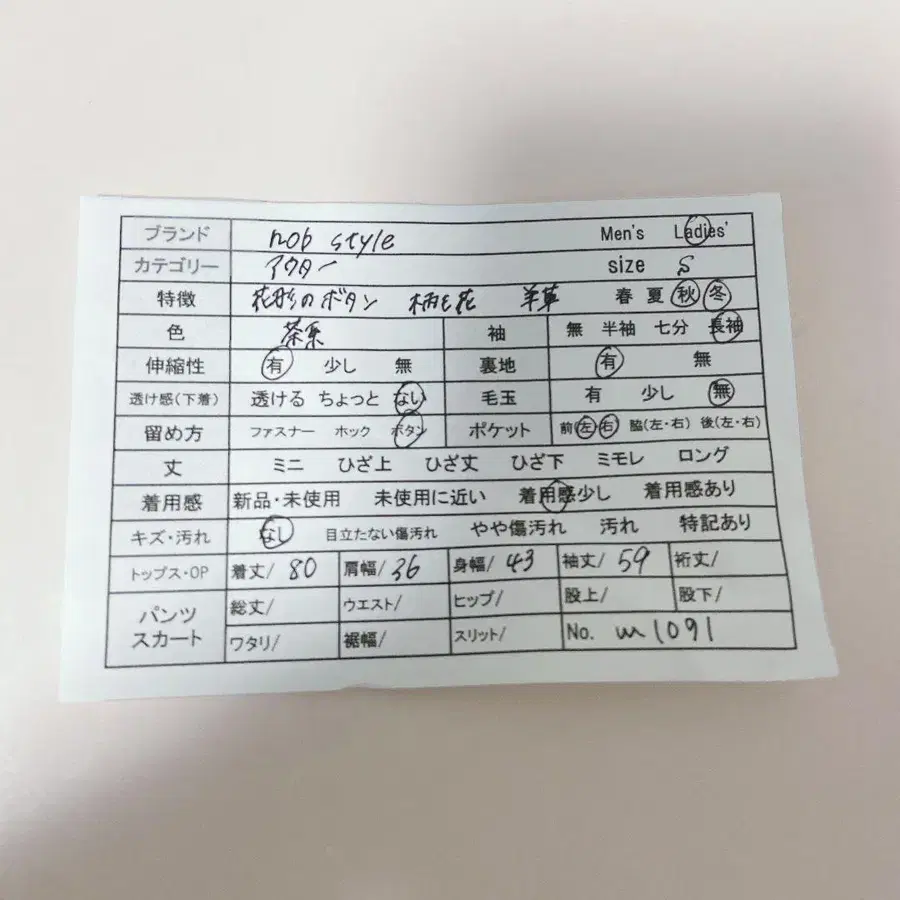 ブランド nob style Men's Ladies'
カテゴリー アウター size S
特徴 花形のボタン 柄も花 羊革 春 夏 秋 冬
色 茶系 袖 無 半袖 七分 長袖
伸縮性 有 少し 無 裏地 有 無
透け感(下着) 透ける ちょっと ない 毛玉 有 少し 無
留め方 ファスナー ホック ボタン ポケット 前(左・右) 脇(左・右) 後(左・右)
丈 ミニ ひざ上 ひざ丈 ひざ下 ミモレ ロング
着用感 新品・未使用 未使用に近い 着用感少し 着用感あり
キズ・汚れ なし 目立たない傷汚れ やや傷汚れ 汚れ 特記あり
トップス・OP 着丈/ 80 肩幅/ 36 身幅/ 43 袖丈/ 59 裄丈/
パンツ スカート 総丈/ ウエスト/ ヒップ/ 股上/ 股下/
ワタリ/ 裾幅/ スリット/ No. m1091